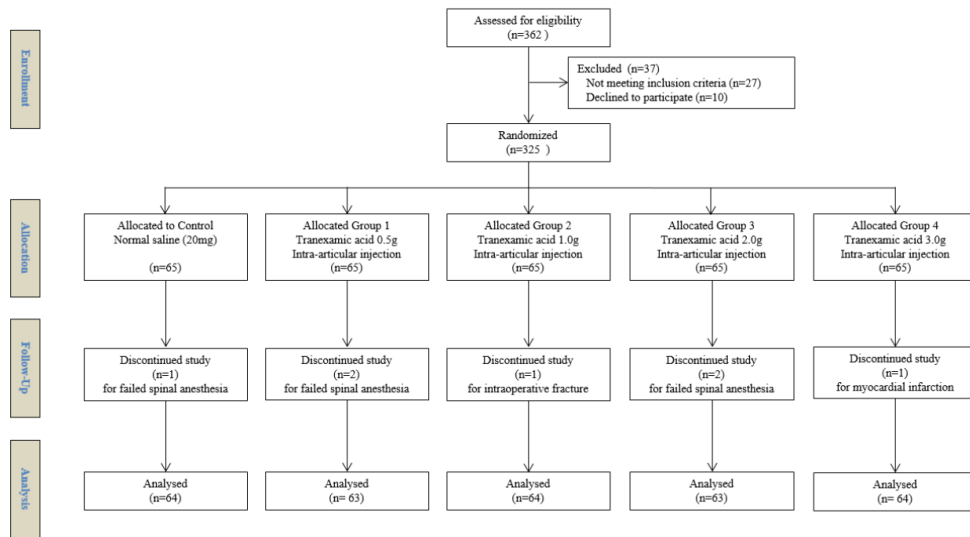 Enrollment
Assessed for eligibility
(n=362 )
Excluded (n=37)
Not meeting inclusion criteria (n=27)
Declined to participate (n=10)
Randomized
(n=325 )
Allocation
Allocated to Control
Normal saline (20mg)
(n=65)
Allocated Group 1
Tranexamic acid 0.5g
Intra-articular injection
(n=65)
Allocated Group 2
Tranexamic acid 1.0g
Intra-articular injection
(n=65)
Allocated Group 3
Tranexamic acid 2.0g
Intra-articular injection
(n=65)
Allocated Group 4
Tranexamic acid 3.0g
Intra-articular injection
(n=65)
Follow-Up
Discontinued study
(n=1)
for failed spinal anesthesia
Discontinued study
(n=2)
for failed spinal anesthesia
Discontinued study
(n=1)
for intraoperative fracture
Discontinued study
(n=2)
for failed spinal anesthesia
Discontinued study
(n=1)
for myocardial infarction
Analysis
Analysed
(n=64)
Analysed
(n= 63)
Analysed
(n=64)
Analysed
(n=63)
Analysed
(n= 64)